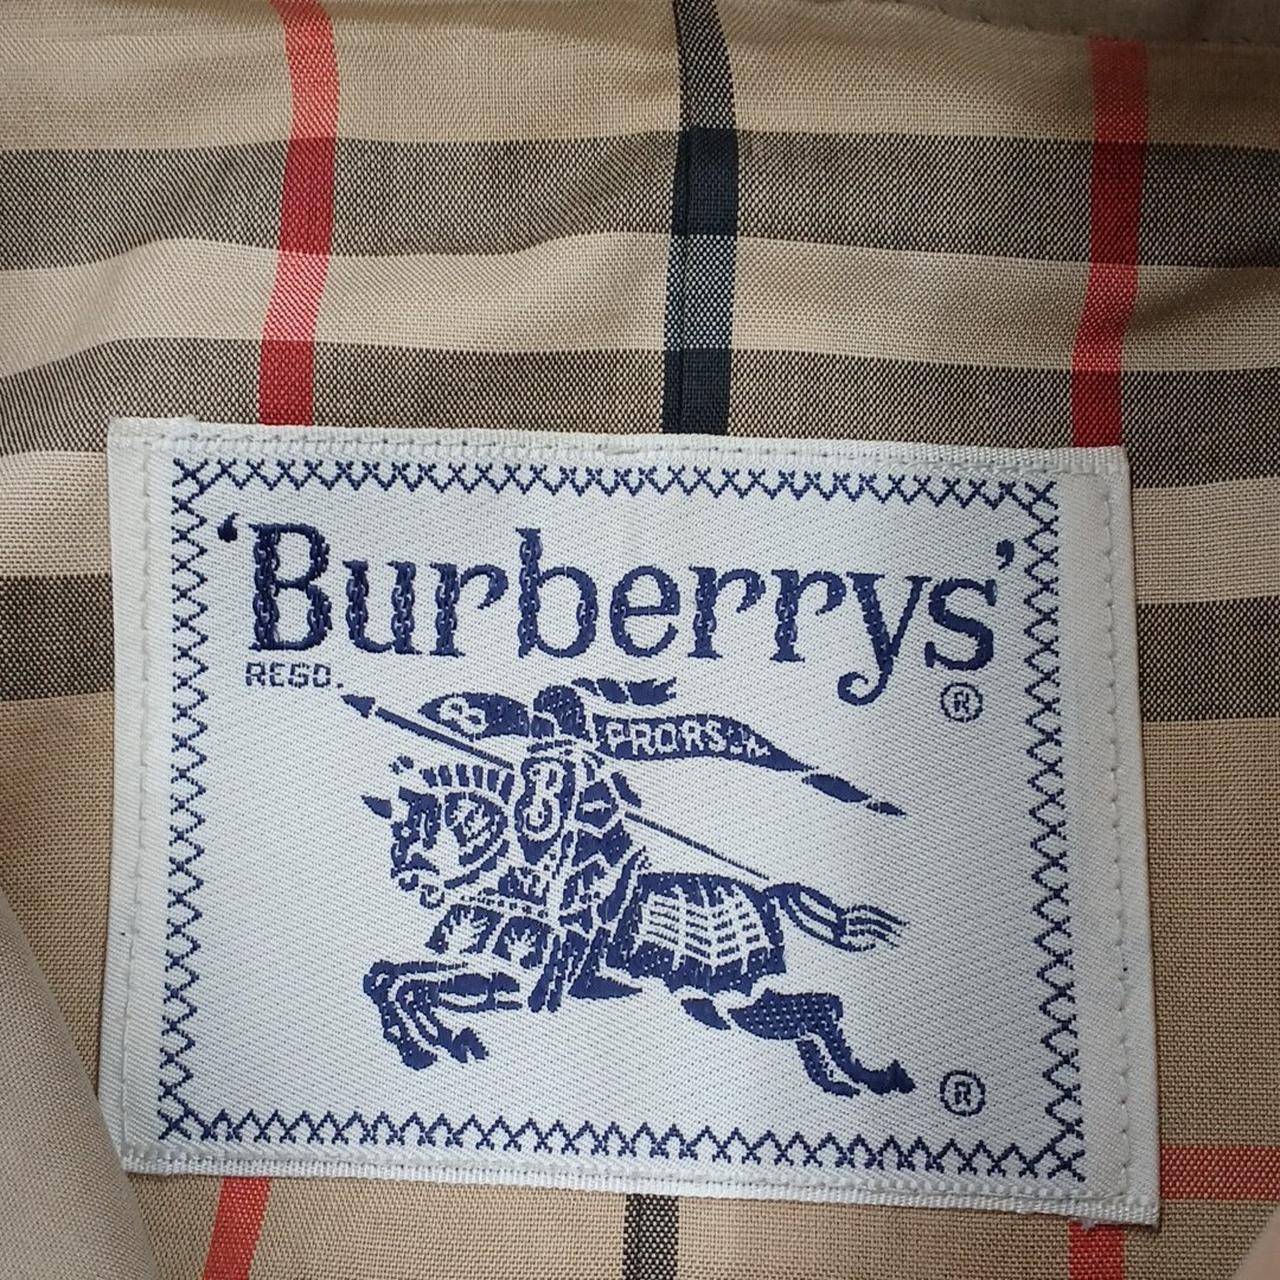 ‘Burberrys’
REGD.
®
PRORSUM
B
®